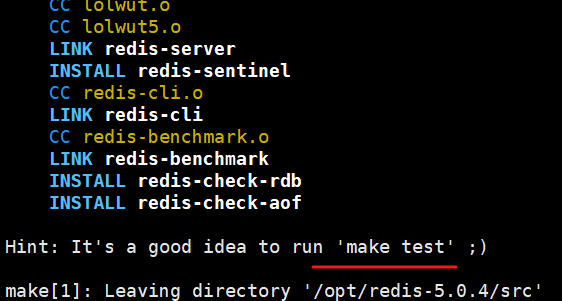 CC lolwut.o
CC lolwut5.o
LINK redis-server
INSTALL redis-sentinel
CC redis-cli.o
LINK redis-cli
CC redis-benchmark.o
LINK redis-benchmark
INSTALL redis-check-rdb
INSTALL redis-check-aof
Hint: It's a good idea to run 'make test' ;)
make[1]: Leaving directory '/opt/redis-5.0.4/src'